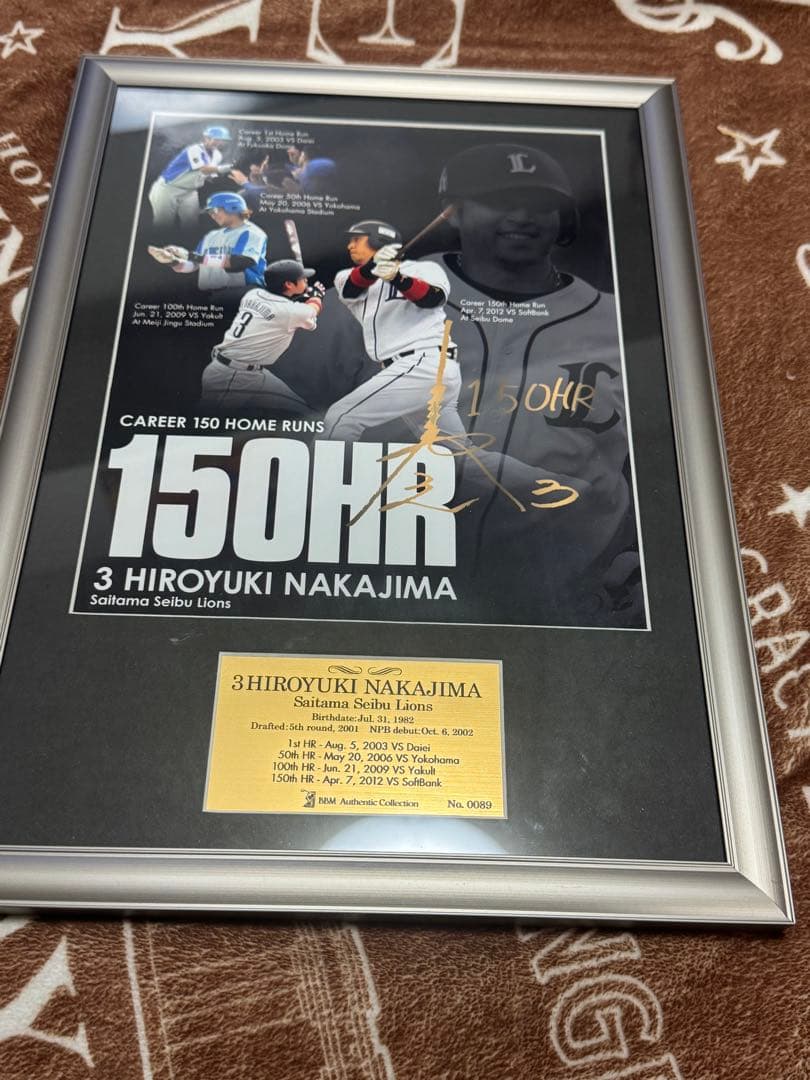 Career 1st Home Run
Aug. 5, 2003 VS Daiei
At Fukuoka Dome
Career 50th Home Run
May 20, 2006 VS Yokohama
At Yokohama Stadium
Career 100th Home Run
Jun. 21, 2009 VS Yakult
At Meiji Jingu Stadium
Career 150th Home Run
Apr. 7, 2012 VS SoftBank
At Seibu Dome
L
NAKAJIMA
3
L
150HR
3
CAREER 150 HOME RUNS
150HR
3 HIROYUKI NAKAJIMA
Saitama Seibu Lions
3 HIROYUKI NAKAJIMA
Saitama Seibu Lions
Birthdate:Jul. 31, 1982
Drafted:5th round, 2001 NPB debut:Oct. 6, 2002
1st HR - Aug. 5, 2003 VS Daiei
50th HR - May 20, 2006 VS Yokohama
100th HR - Jun. 21, 2009 VS Yakult
150th HR - Apr. 7, 2012 VS SoftBank
BBM Authentic Collection No. 0089